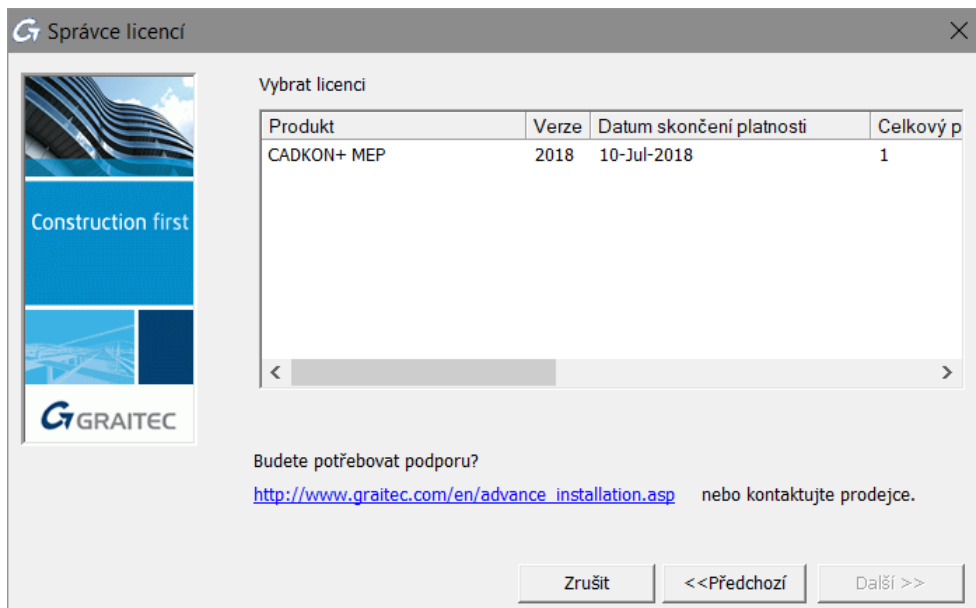 Správce licencí
Vybrat licenci
Produkt Verze Datum skončení platnosti Celkový p
CADKON+ MEP 2018 10-Jul-2018 1
Construction first
GRAITEC
Budete potřebovat podporu?
http://www.graitec.com/en/advance_installation.asp nebo kontaktujte prodejce.
Zrušit <<Předchozí Další >>